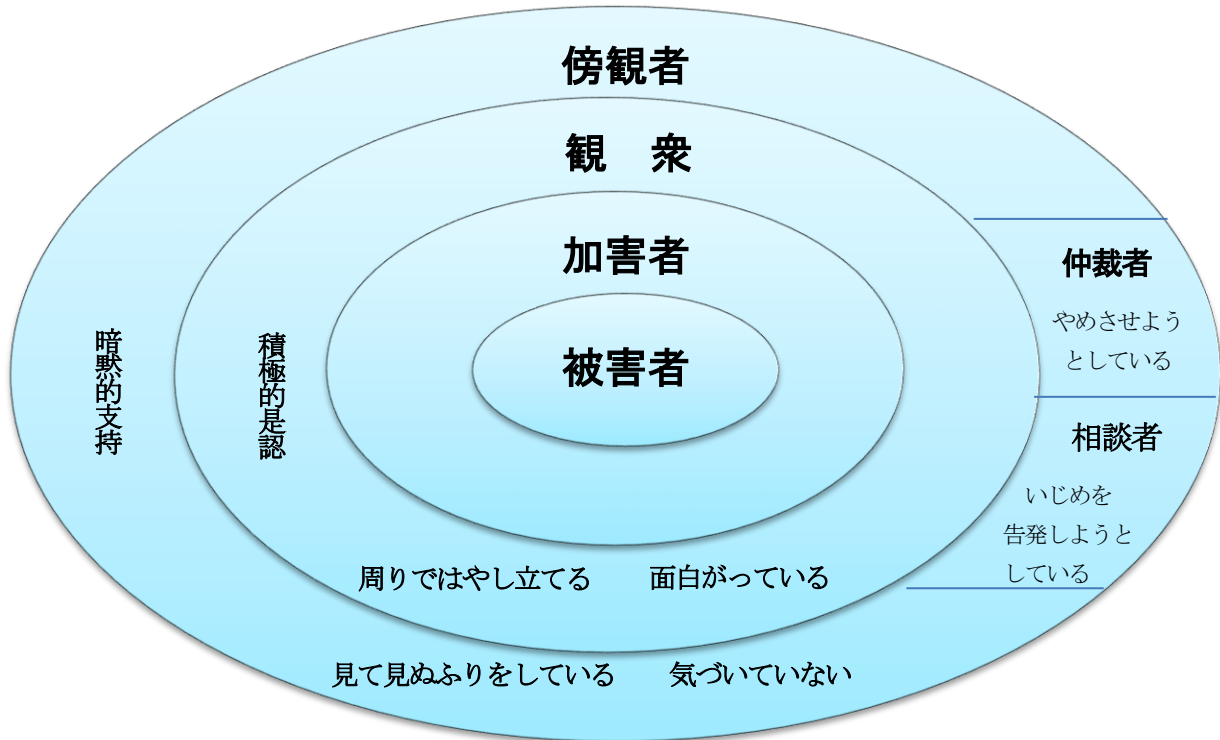 傍観者
観　衆
加害者
被害者
暗黙的支持
積極的是認
仲裁者
やめさせよう
としている
相談者
いじめを
告発しようと
している
周りではやし立てる　　面白がっている
見て見ぬふりをしている　　気づいていない